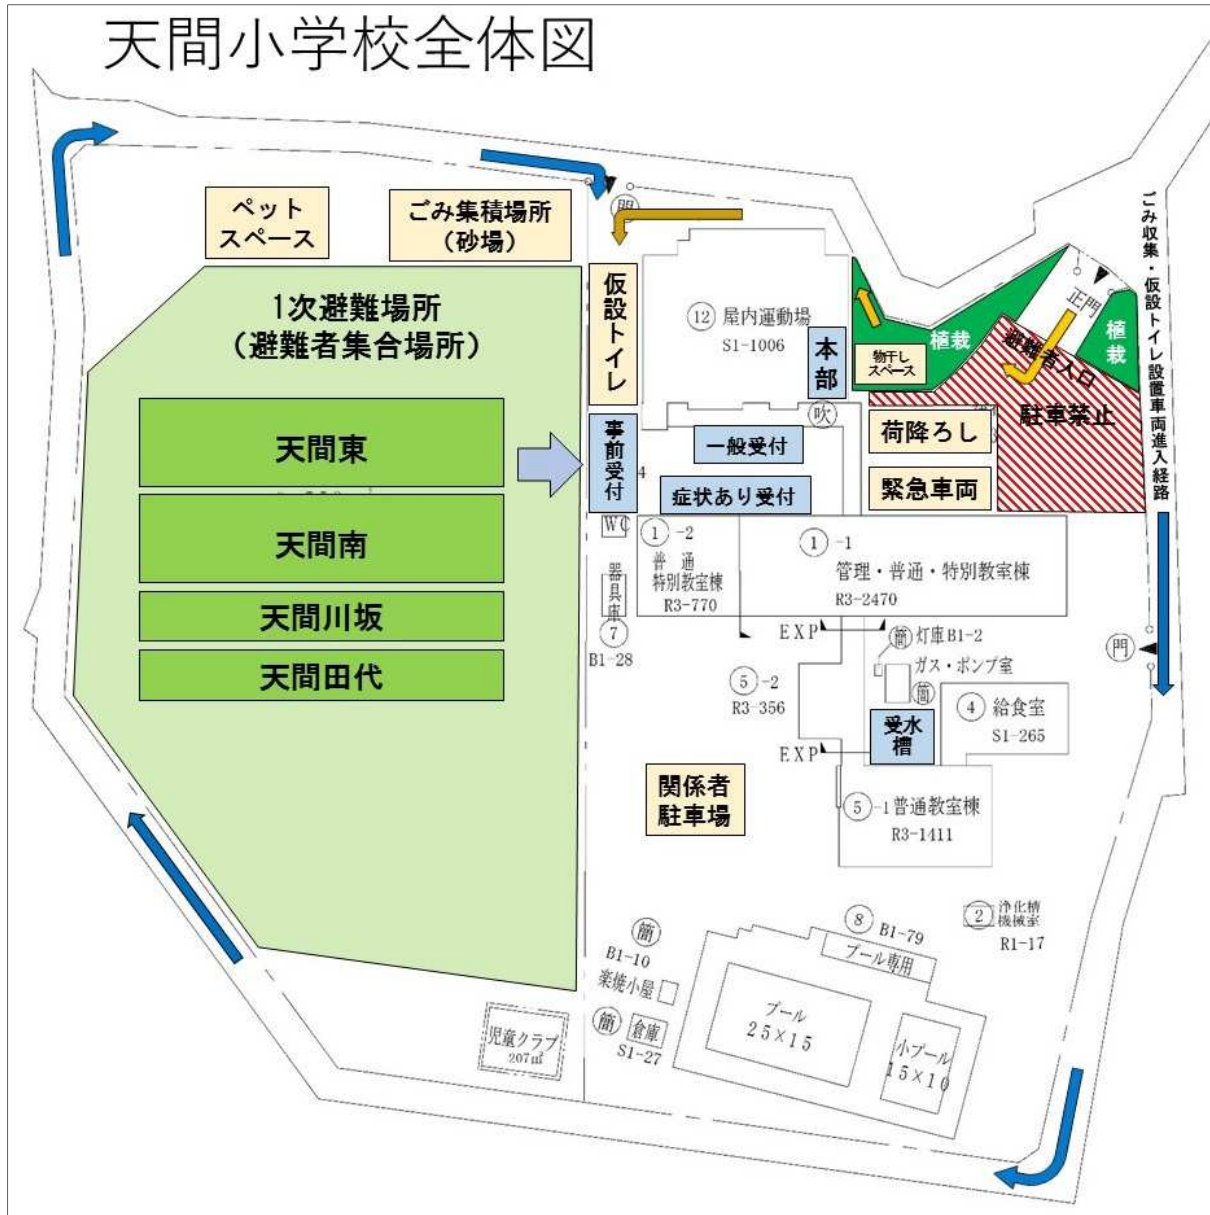 天間小学校全体図
ペット
スペース
ごみ集積場所
（砂場）
門
1次避難場所
（避難者集合場所）
天間東
天間南
天間川坂
天間田代
仮設トイレ
事前受付
12 屋内運動場
S1-1006
本部
吹
一般受付
症状あり受付
4
物干し
スペース
植栽
正門
植栽
避難者入口
駐車禁止
荷降ろし
緊急車両
ごみ収集・仮設トイレ設置車両進入経路
WC
器具庫
7
B1-28
1 -2
普通
特別教室棟
R3-770
1 -1
管理・普通・特別教室棟
R3-2470
EXP
簡 灯庫B1-2
ガス・ポンプ室
簡
門
5 -2
R3-356
4 給食室
S1-265
受水
槽
EXP
関係者
駐車場
5 -1普通教室棟
R3-1411
2 浄化槽
機械室
R1-17
8 B1-79
プール専用
簡
B1-10
楽焼小屋
簡 倉庫
S1-27
児童クラブ
207㎡
プール
25×15
小プール
15×10